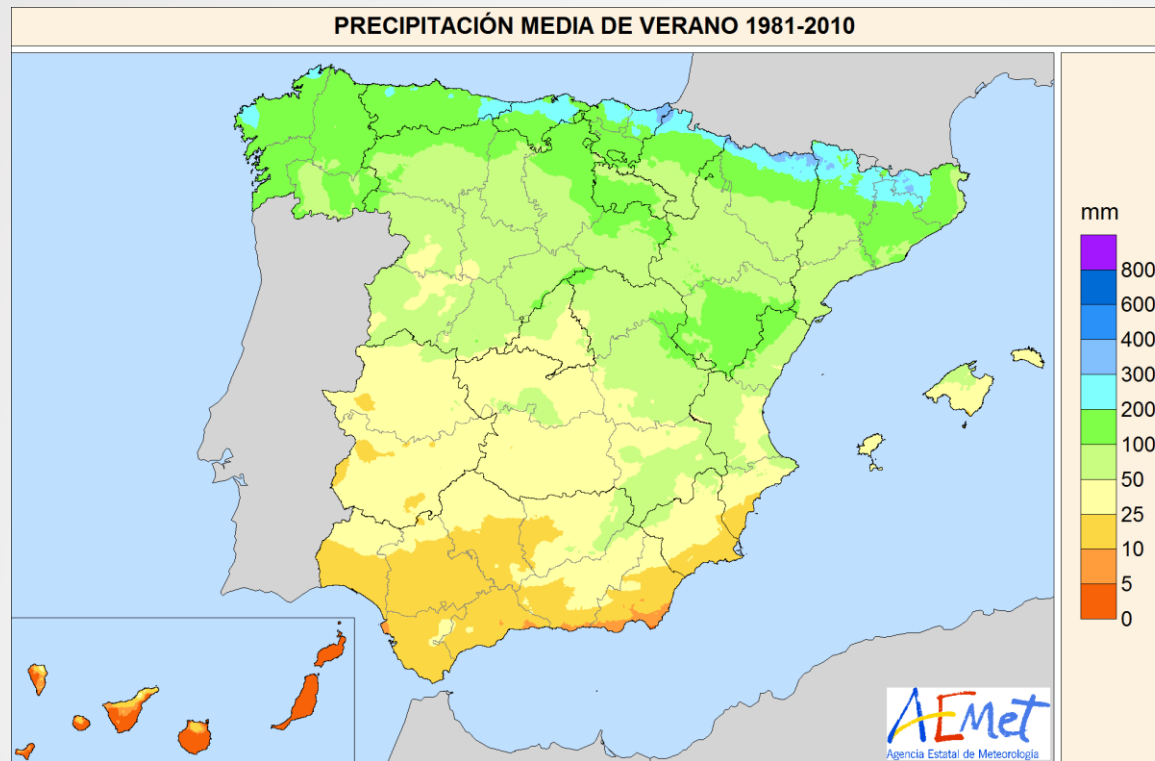 PRECIPITACIÓN MEDIA DE VERANO 1981-2010
mm
800
600
400
300
200
100
50
25
10
5
0
AEMet
Agencia Estatal de Meteorología